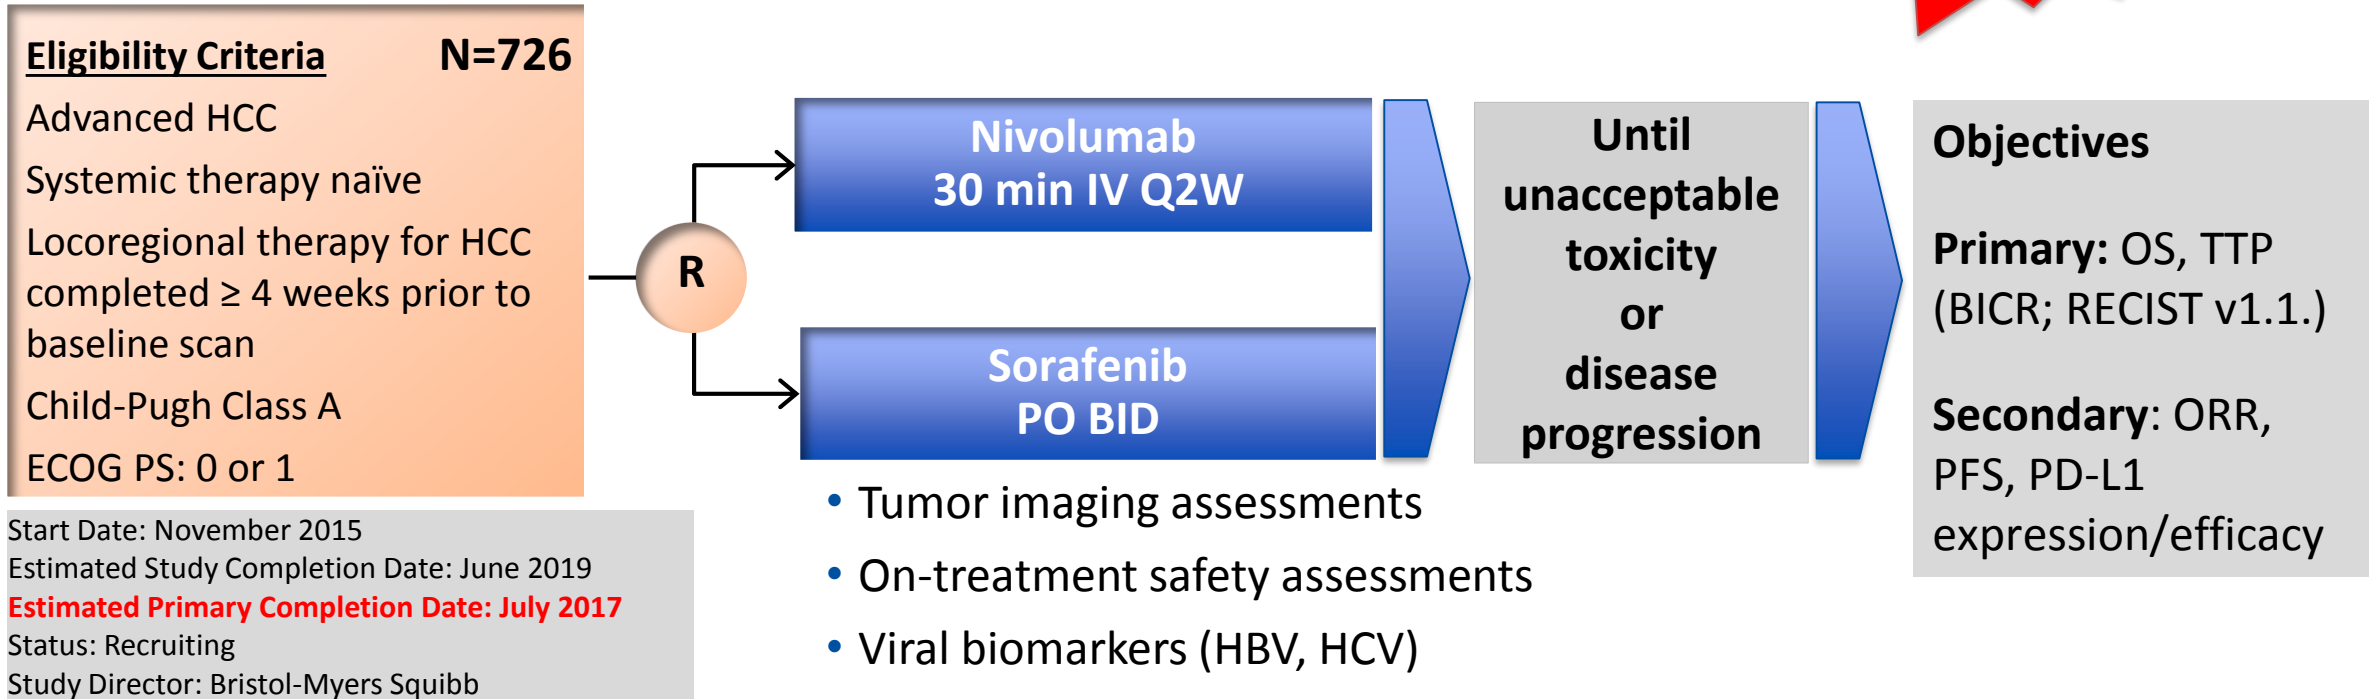 Eligibility Criteria N=726
Advanced HCC
Systemic therapy naïve
Locoregional therapy for HCC
completed ≥ 4 weeks prior to
baseline scan
Child-Pugh Class A
ECOG PS: 0 or 1
Start Date: November 2015
Estimated Study Completion Date: June 2019
Estimated Primary Completion Date: July 2017
Status: Recruiting
Study Director: Bristol-Myers Squibb
R
Nivolumab
30 min IV Q2W
Sorafenib
PO BID
• Tumor imaging assessments
• On-treatment safety assessments
• Viral biomarkers (HBV, HCV)
Until
unacceptable
toxicity
or
disease
progression
Objectives
Primary: OS, TTP
(BICR; RECIST v1.1.)
Secondary: ORR,
PFS, PD-L1
expression/efficacy